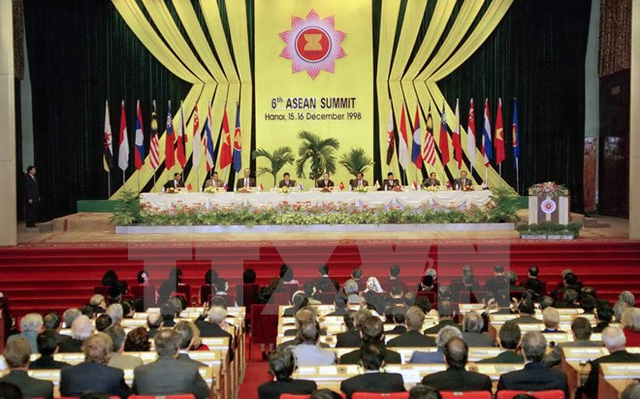 6th ASEAN SUMMIT
Hanoi, 15.16 December 1998
TTXVN